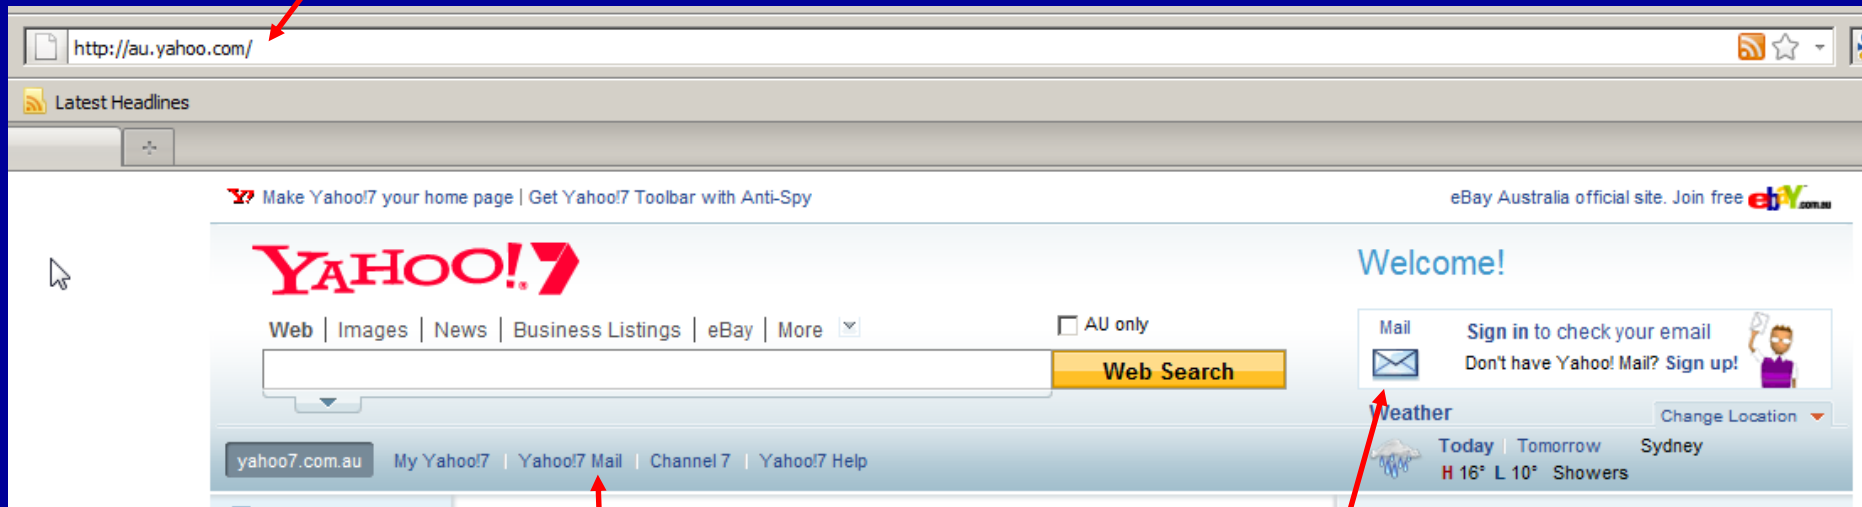 http://au.yahoo.com/
Latest Headlines
Y! Make Yahoo!7 your home page | Get Yahoo!7 Toolbar with Anti-Spy
eBay Australia official site. Join free ebay.com.au
YAHOO!7
Welcome!
Web | Images | News | Business Listings | eBay | More
AU only
Web Search
Mail
Sign in to check your email
Don't have Yahoo! Mail? Sign up!
Weather
Change Location
Today | Tomorrow
Sydney
H 16° L 10° Showers
yahoo7.com.au
My Yahoo!7 | Yahoo!7 Mail | Channel 7 | Yahoo!7 Help